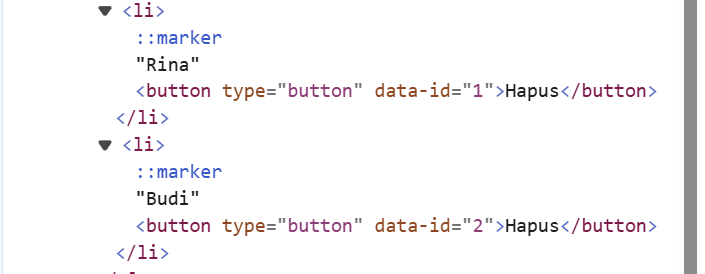 ▼ <li>
::marker
"Rina"
<button type="button" data-id="1">Hapus</button>
</li>
▼ <li>
::marker
"Budi"
<button type="button" data-id="2">Hapus</button>
</li>